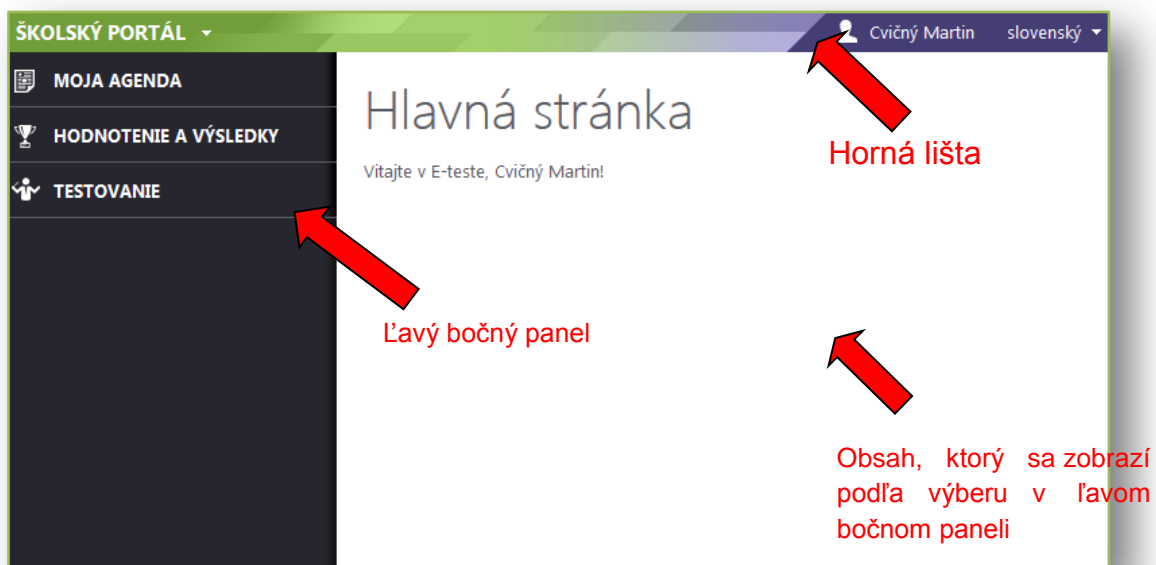 ŠKOLSKÝ PORTÁL
Cvičný Martin
slovenský
MOJA AGENDA
HODNOTENIE A VÝSLEDKY
TESTOVANIE
Hlavná stránka
Vitajte v E-teste, Cvičný Martin!
Horná lišta
Ľavý bočný panel
Obsah, ktorý sa zobrazí
podľa výberu v ľavom
bočnom paneli